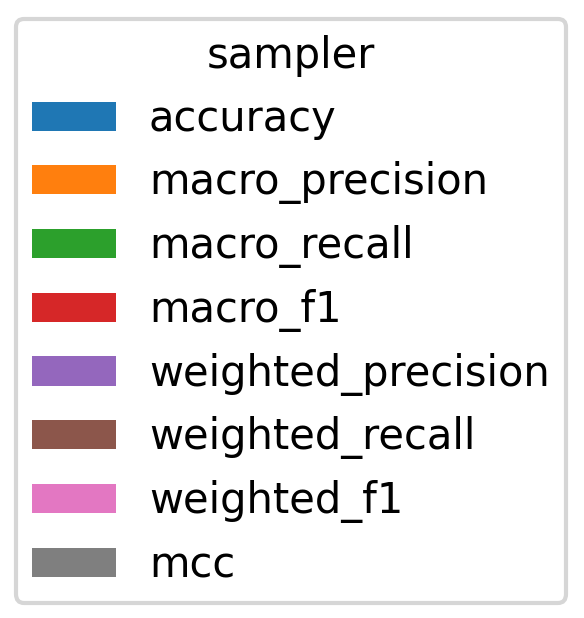 sampler
accuracy
macro_precision
macro_recall
macro_f1
weighted_precision
weighted_recall
weighted_f1
mcc